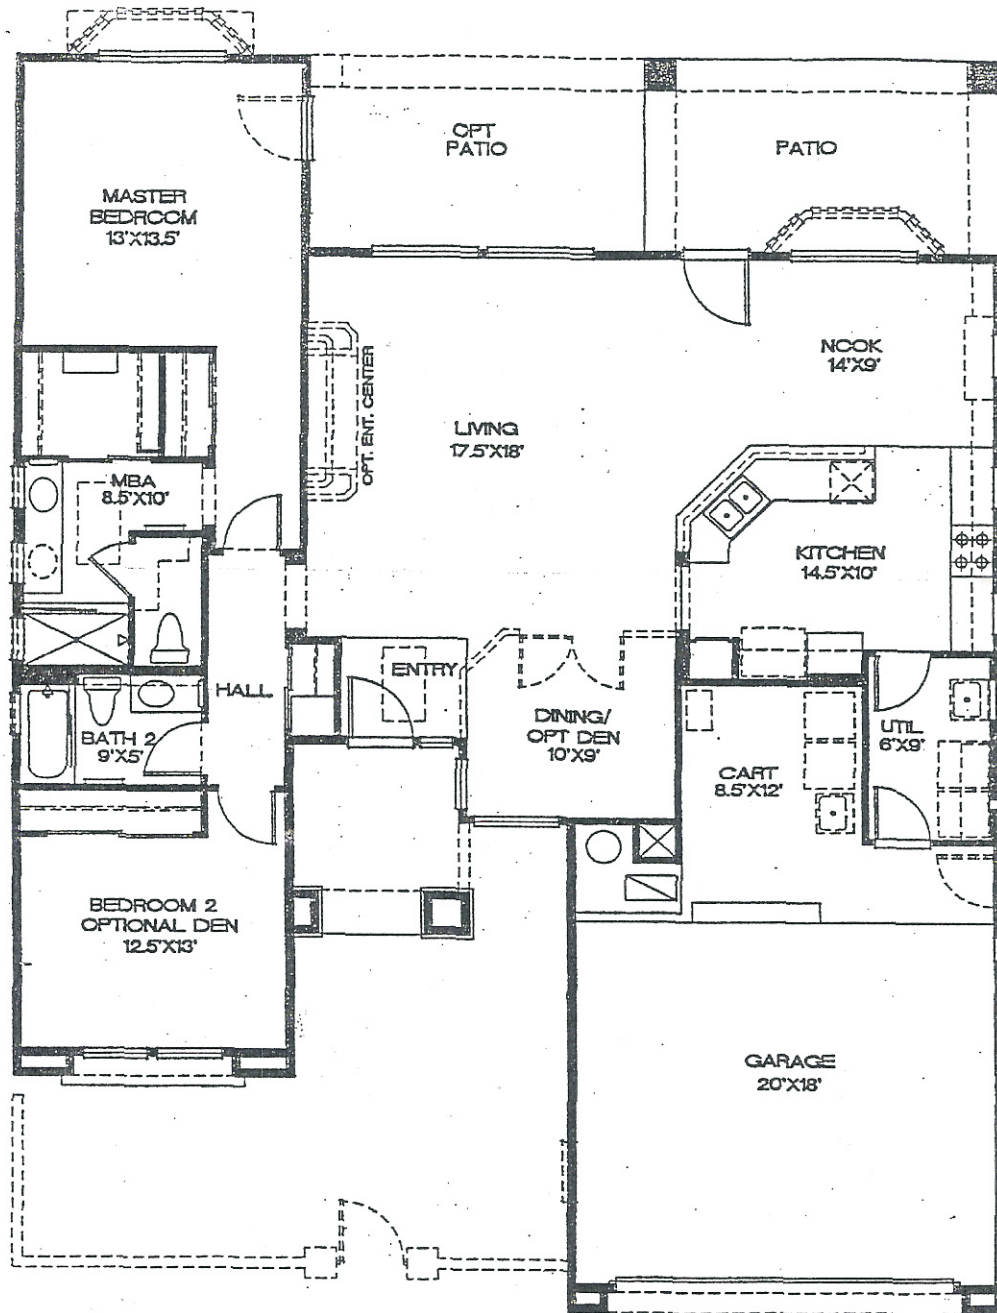 OPT
PATIO
PATIO
MASTER
BEDROOM
13'X13.5'
NOOK
14'X9'
OPT. ENT. CENTER
LIVING
17.5'X18'
MBA
8.5'X10'
KITCHEN
14.5'X10'
ENTRY
HALL
DINING/
OPT DEN
10'X9'
UTIL
6'X9'
BATH 2
9'X5'
CART
8.5'X12'
BEDROOM 2
OPTIONAL DEN
12.5'X13'
GARAGE
20'X18'